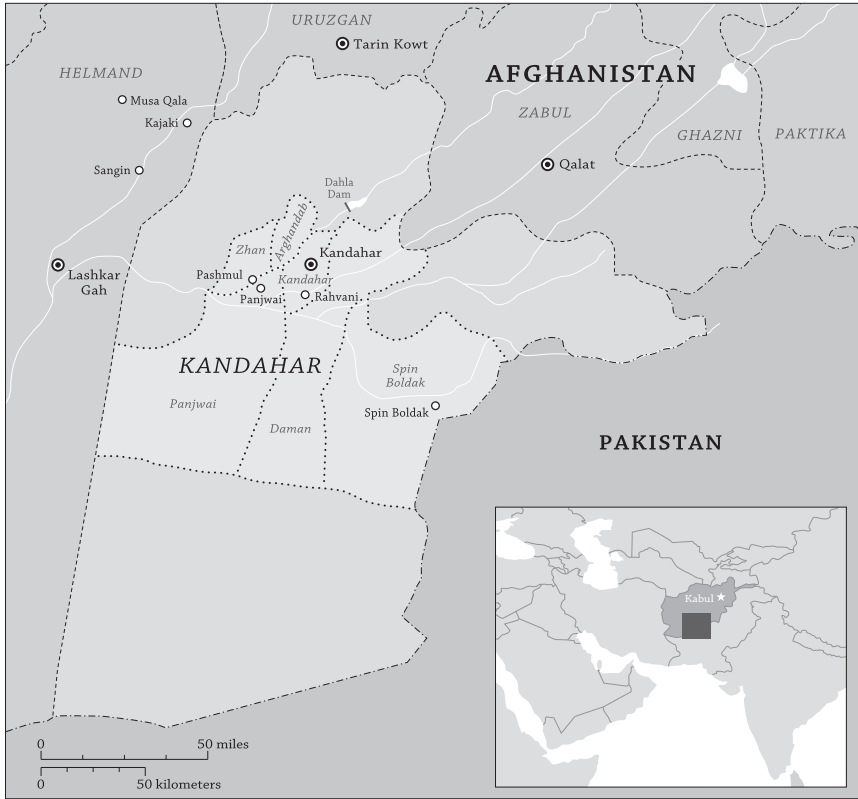 URUZGAN
Tarin Kowt
HELMAND
AFGHANISTAN
Musa Qala
ZABUL
Kajaki
GHAZNI
PAKTIKA
Sangin
Qalat
Dahla
Dam
Arghandab
Zhari
Kandahar
Lashkar
Gah
Pashmul
Kandahar
Panjwai
Rahvani
KANDAHAR
Spin
Boldak
Panjwai
Spin Boldak
Daman
PAKISTAN
Kabul
0
50 miles
0
50 kilometers